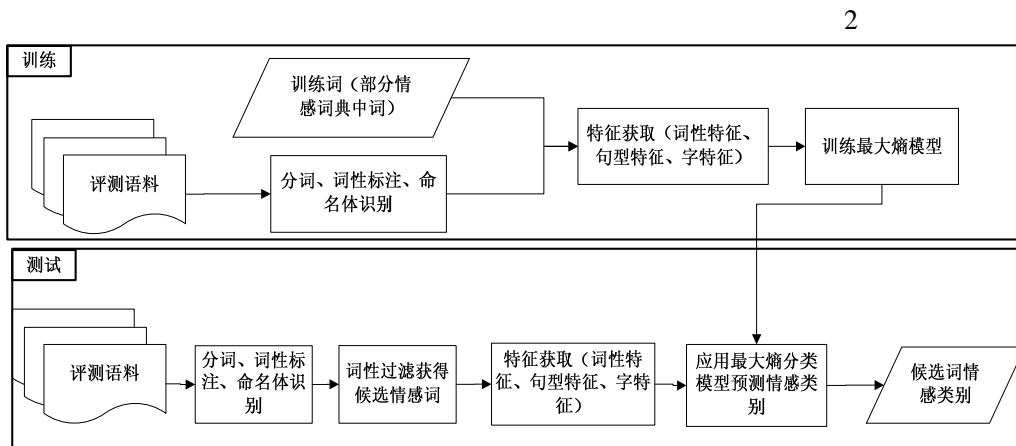 2
训练
训练词（部分情
感词典中词）
评测语料
分词、词性标注、命
名体识别
特征获取（词性特征、
句型特征、字特征）
训练最大熵模型
测试
评测语料
分词、词性标
注、命名体识
别
词性过滤获得
候选情感词
特征获取（词性特
征、句型特征、字特
征）
应用最大熵分类
模型预测情感类
别
候选词情
感类别